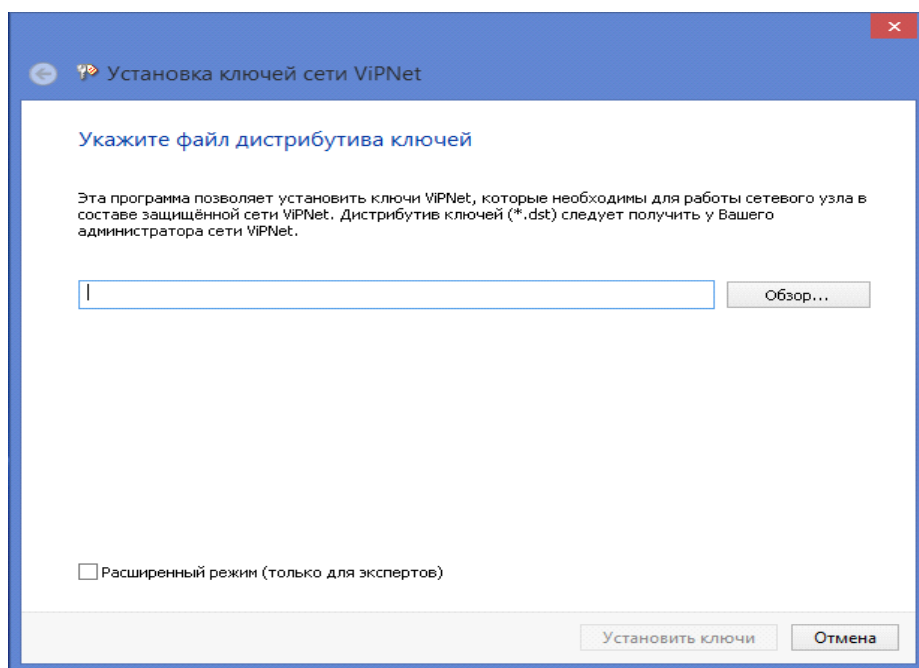 Установка ключей сети ViPNet
Укажите файл дистрибутива ключей
Эта программа позволяет установить ключи ViPNet, которые необходимы для работы сетевого узла в
составе защищённой сети ViPNet. Дистрибутив ключей (*.dst) следует получить у Вашего
администратора сети ViPNet.
Обзор...
Расширенный режим (только для экспертов)
Установить ключи
Отмена